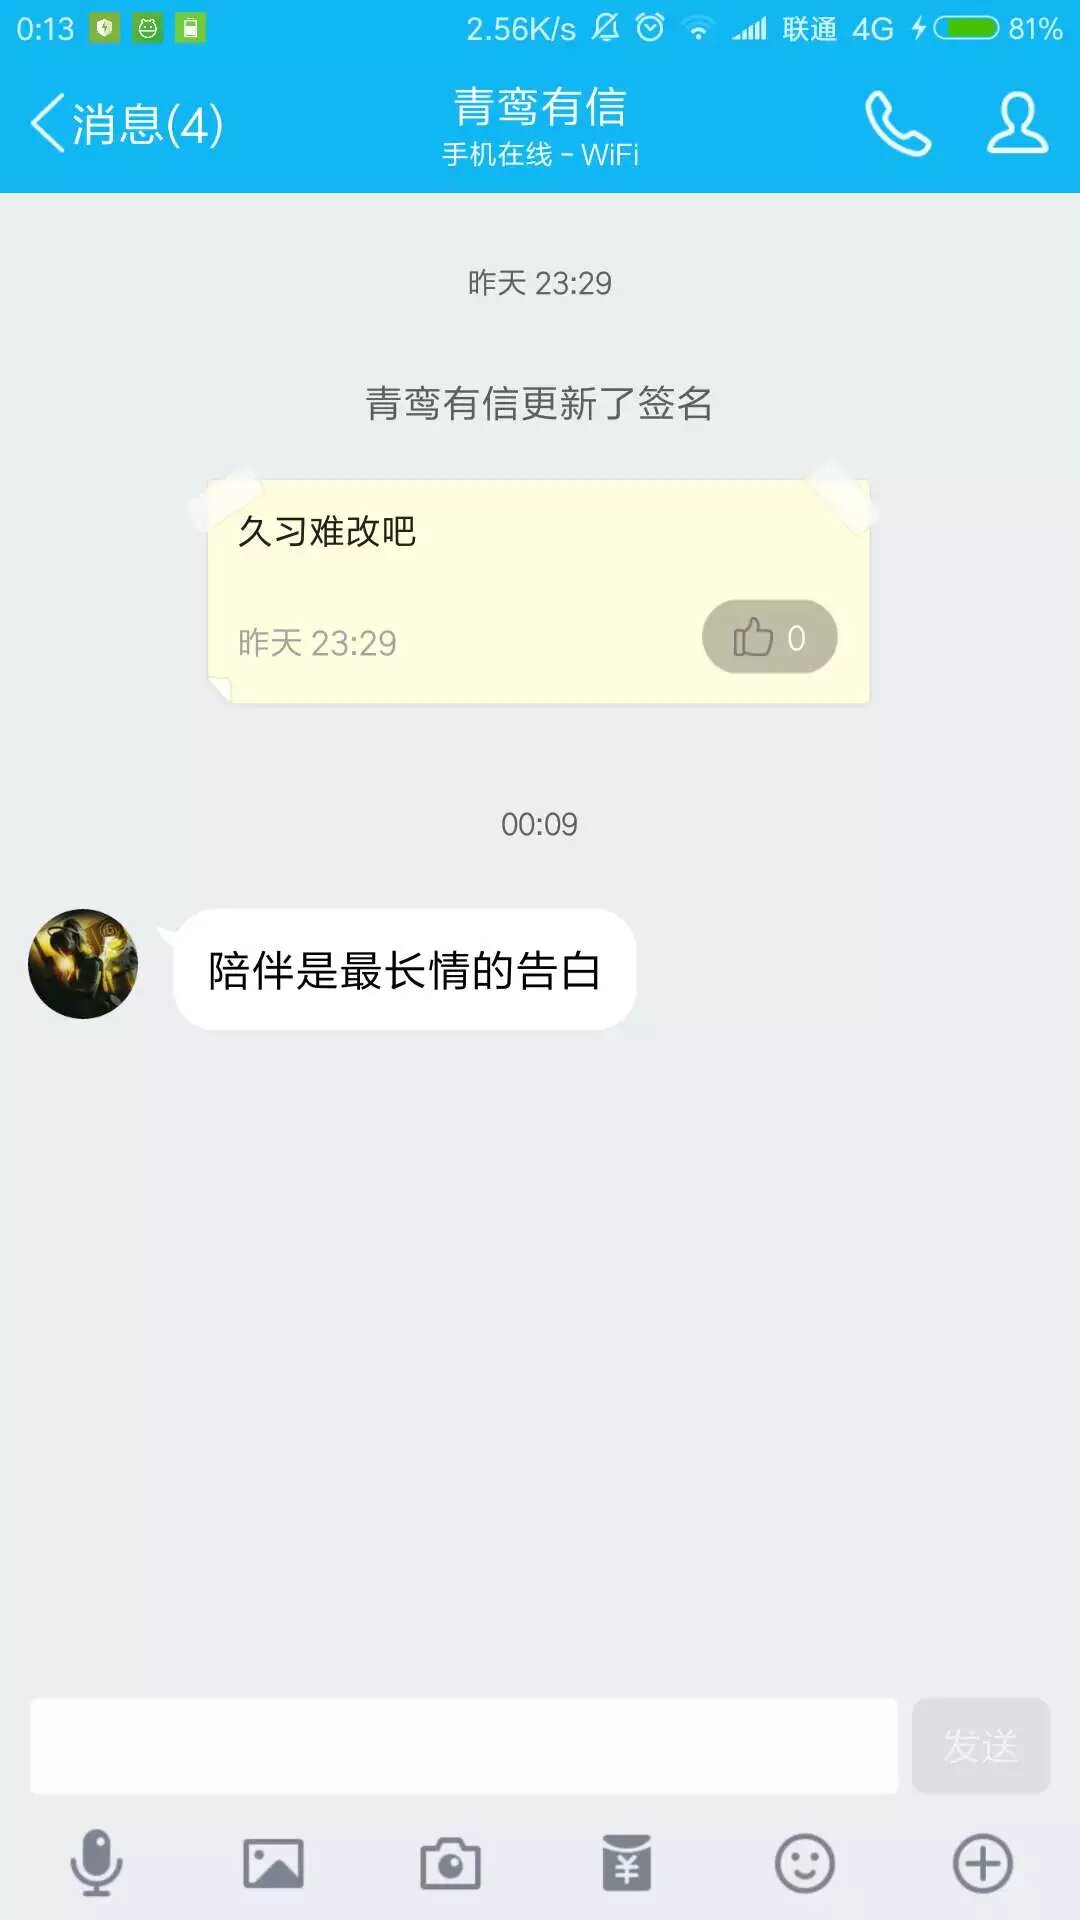 0:13 2.56K/s 联通 4G 81%
消息(4)
青鸾有信
手机在线 - WiFi
昨天 23:29
青鸾有信更新了签名
久习难改吧
昨天 23:29
0
00:09
陪伴是最长情的告白
发送